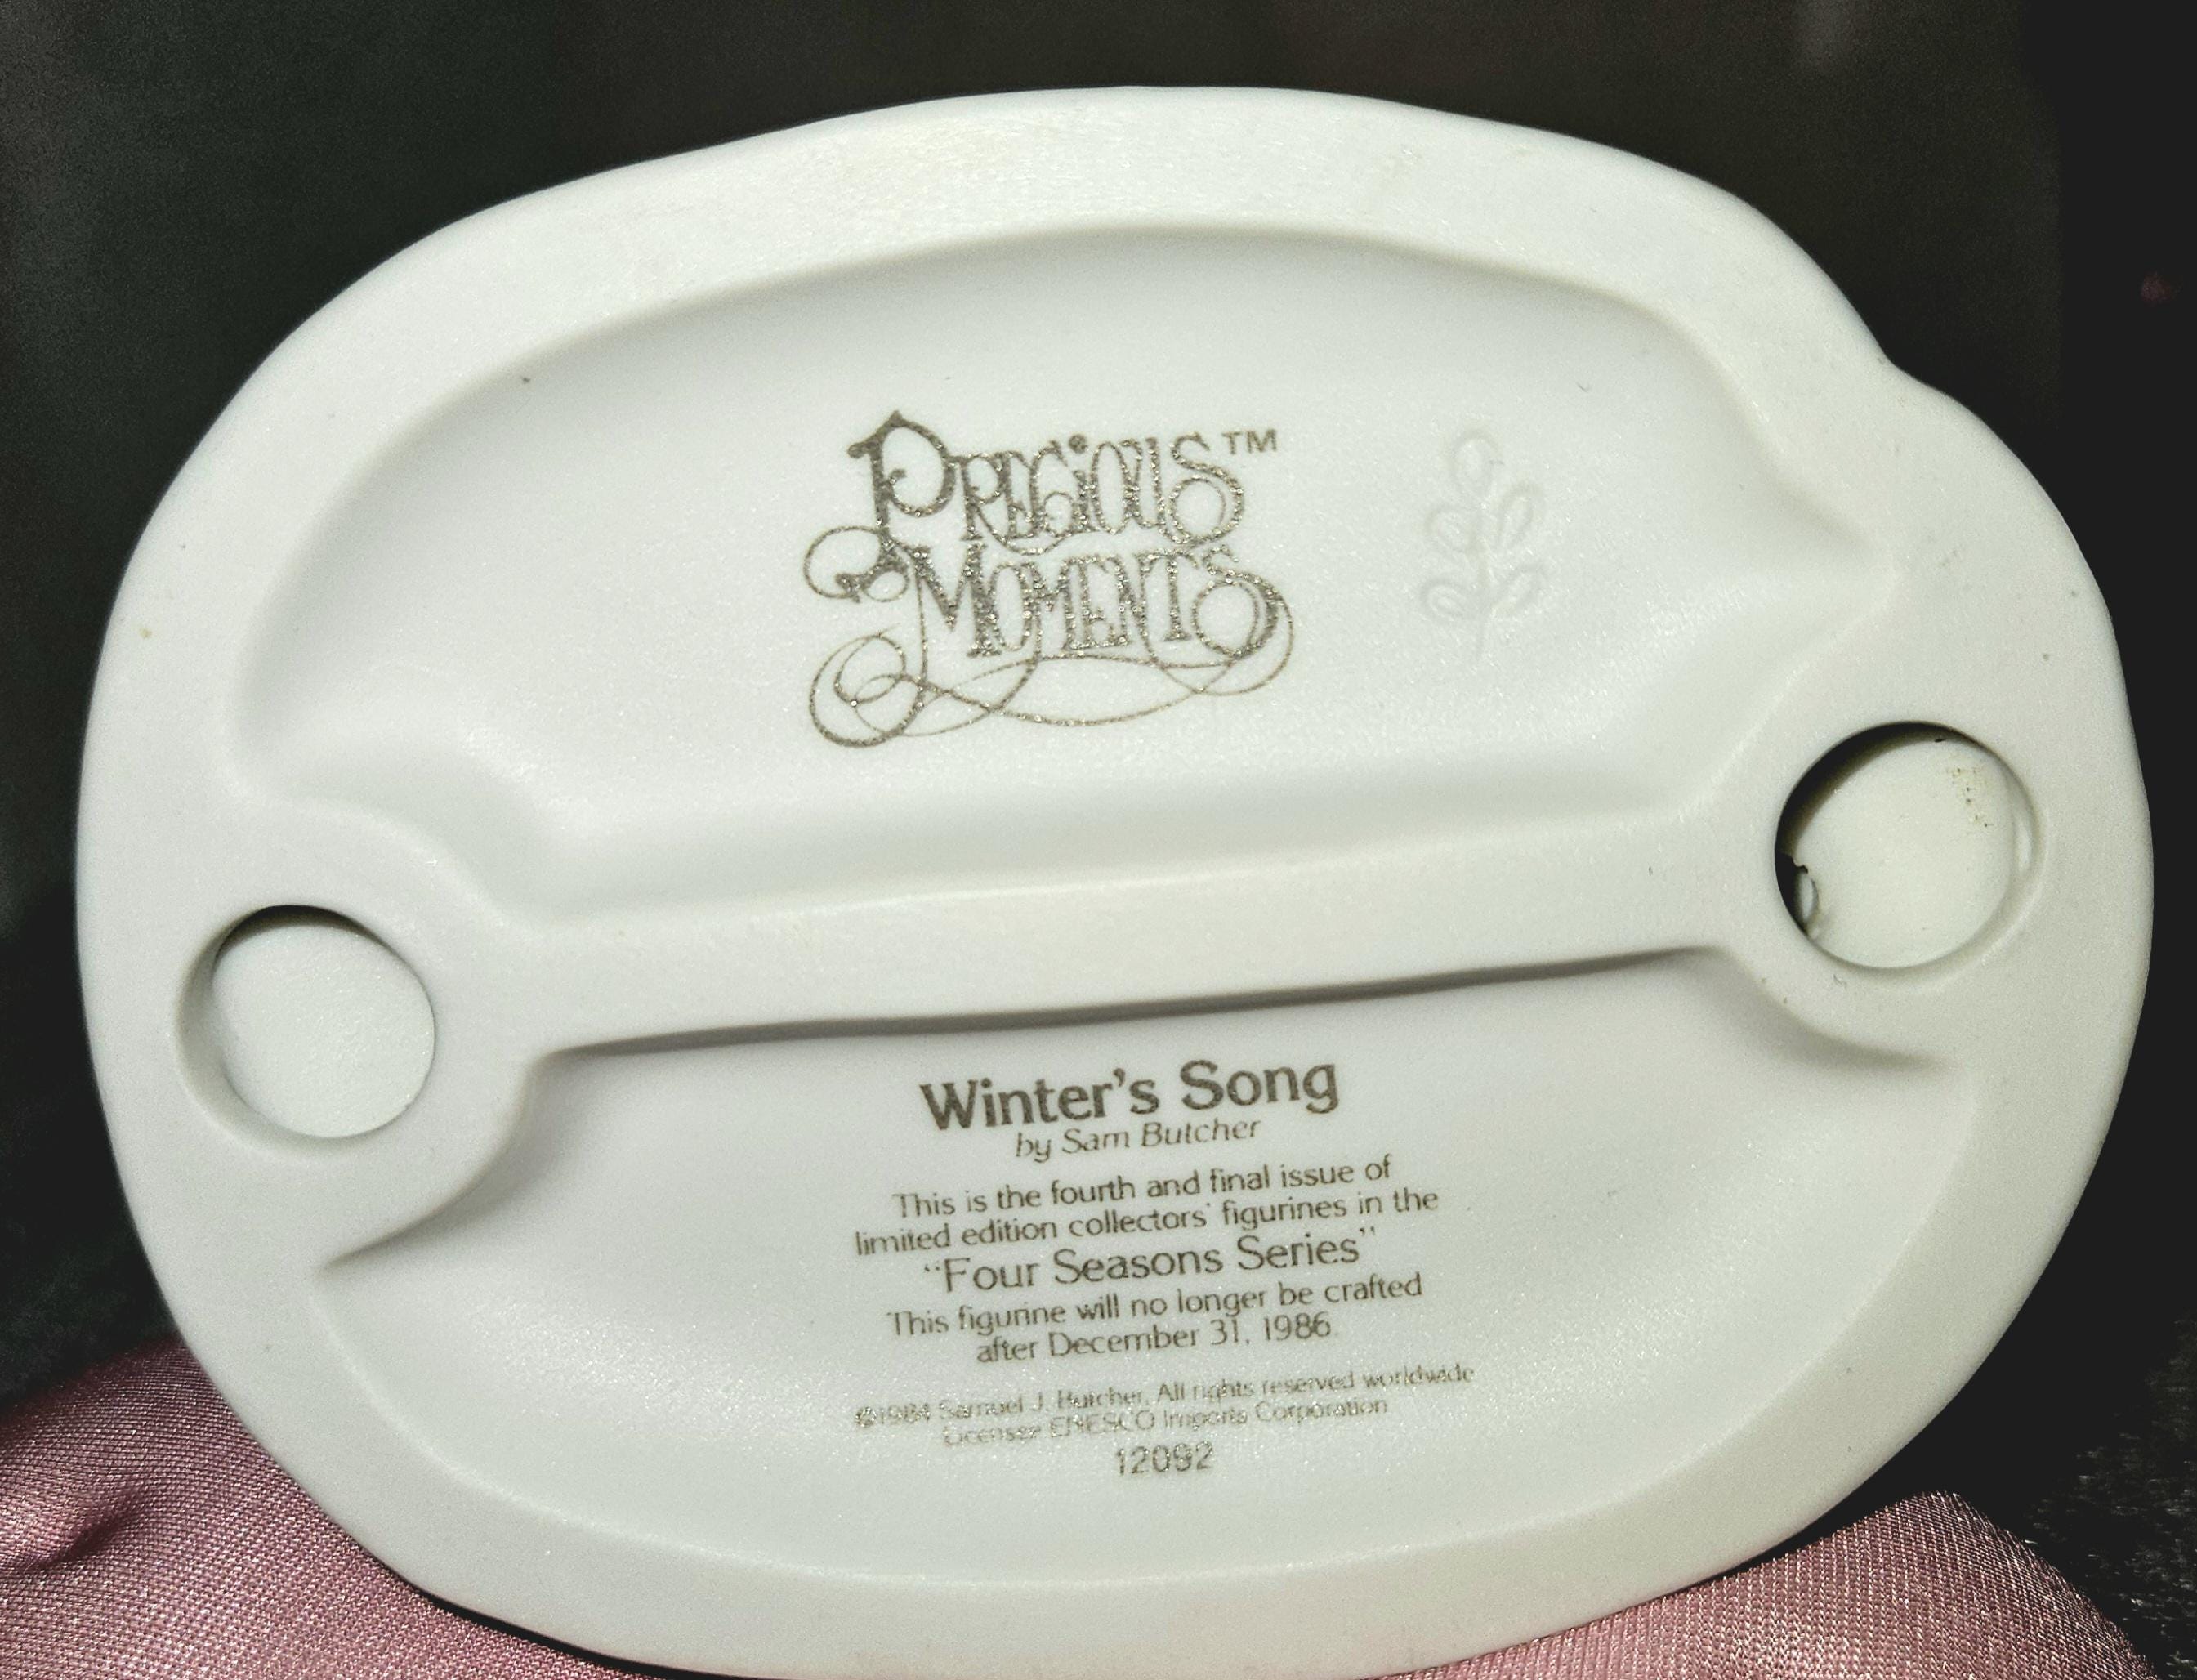 PRECIOUS™
MOMENTS
Winter's Song
by Sam Butcher
This is the fourth and final issue of
limited edition collectors' figurines in the
“Four Seasons Series”
This figurine will no longer be crafted
after December 31, 1986.
©1984 Samuel J. Butcher, All rights reserved worldwide
Licensee ENESCO Imports Corporation
12092